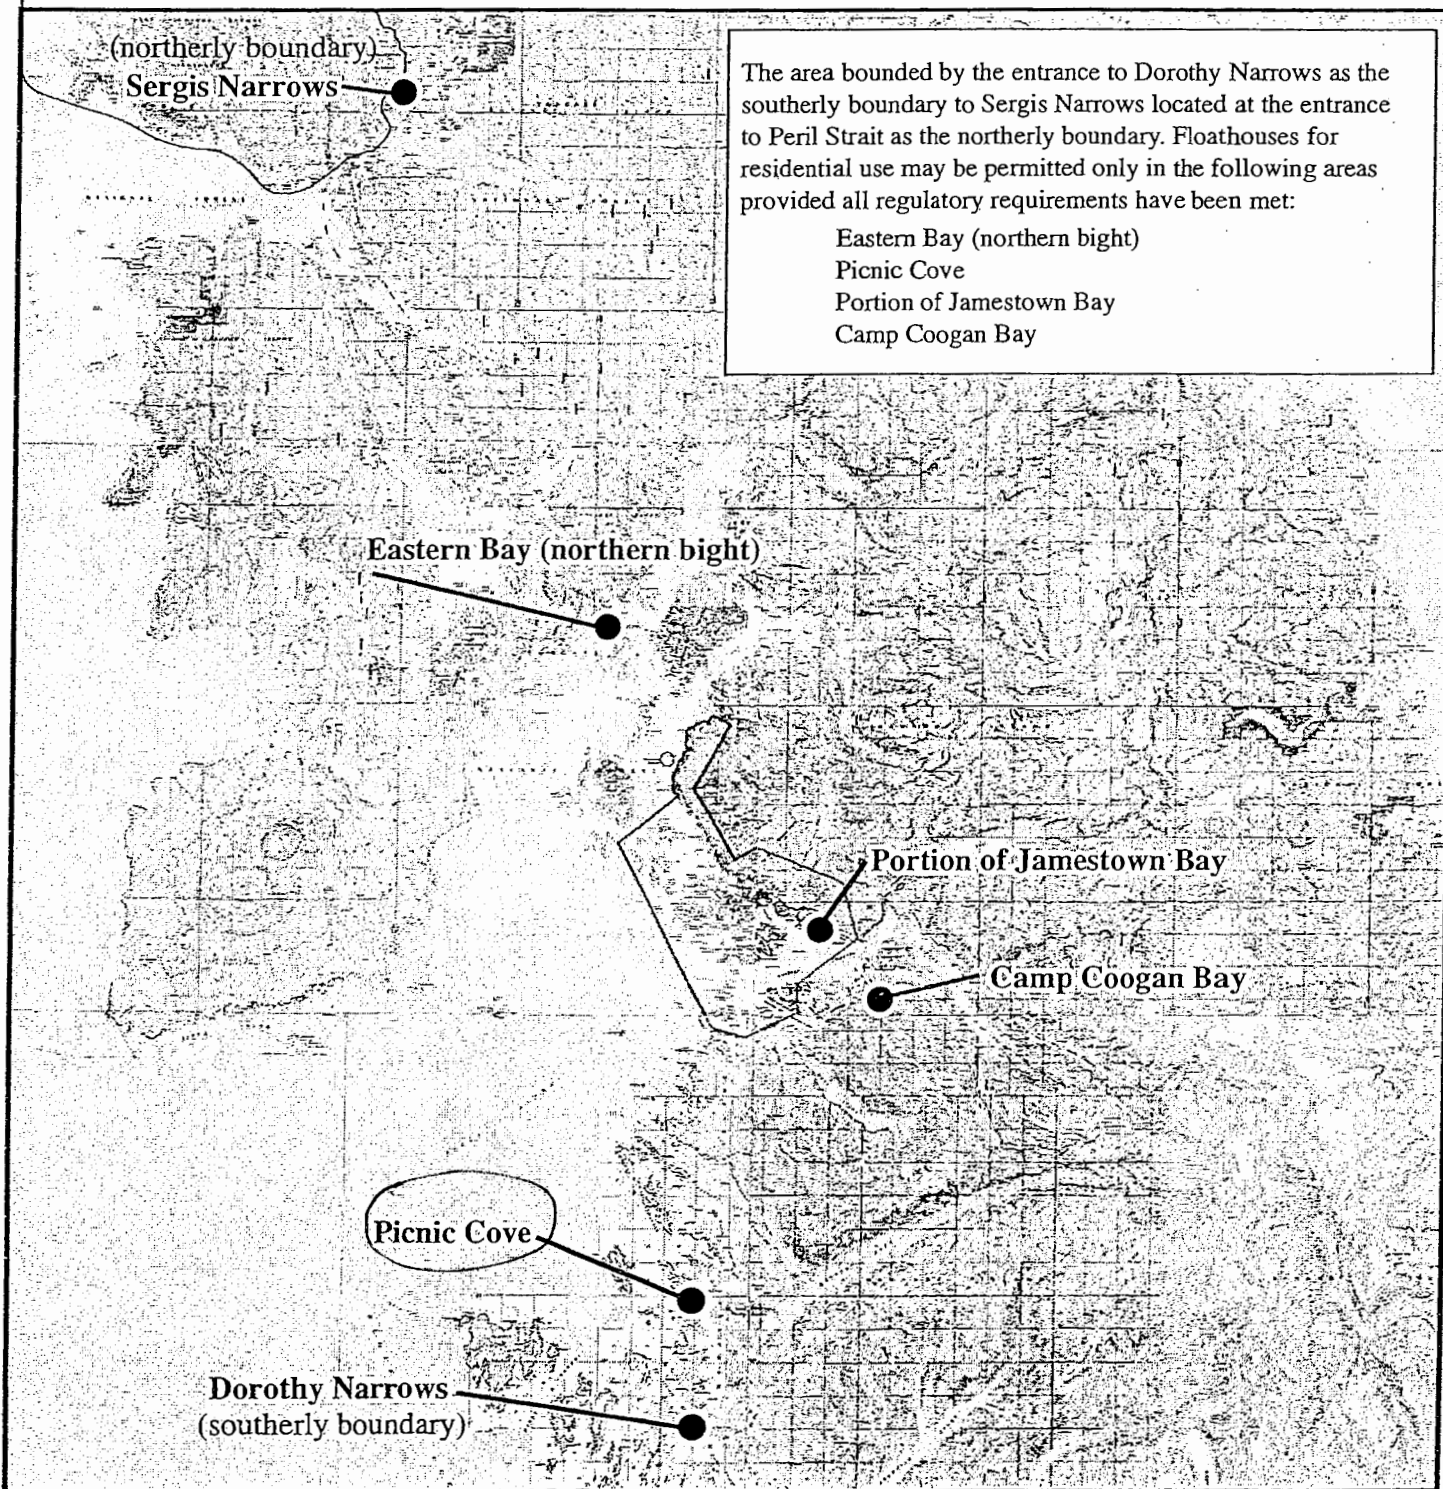 (northerly boundary)
Sergis Narrows
The area bounded by the entrance to Dorothy Narrows as the
southerly boundary to Sergis Narrows located at the entrance
to Peril Strait as the northerly boundary. Floathouses for
residential use may be permitted only in the following areas
provided all regulatory requirements have been met:
Eastern Bay (northern bight)
Picnic Cove
Portion of Jamestown Bay
Camp Coogan Bay
Eastern Bay (northern bight)
Portion of Jamestown Bay
Camp Coogan Bay
Picnic Cove
Dorothy Narrows
(southerly boundary)